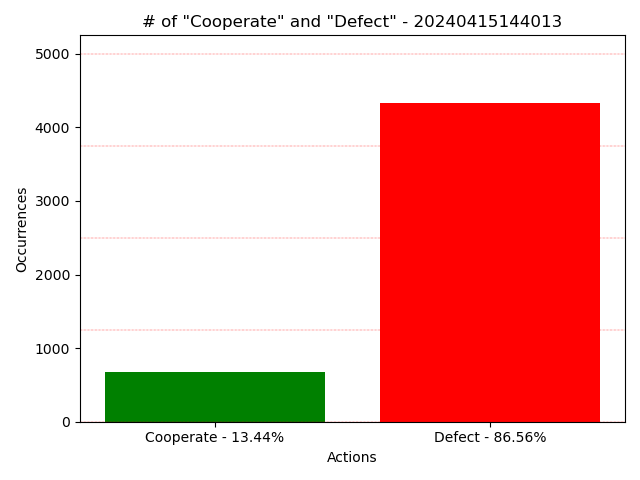 # of "Cooperate" and "Defect" - 20240415144013
5000
4000
3000
2000
1000
0
Occurrences
Cooperate - 13.44%
Defect - 86.56%
Actions